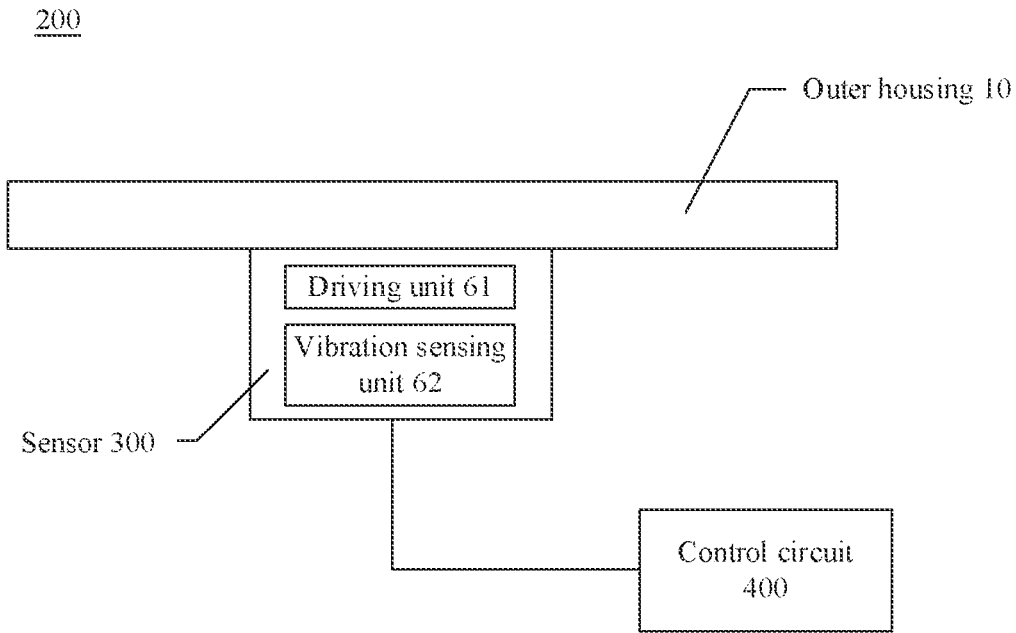 200
Outer housing 10
Driving unit 61
Vibration sensing
unit 62
Sensor 300
Control circuit
400